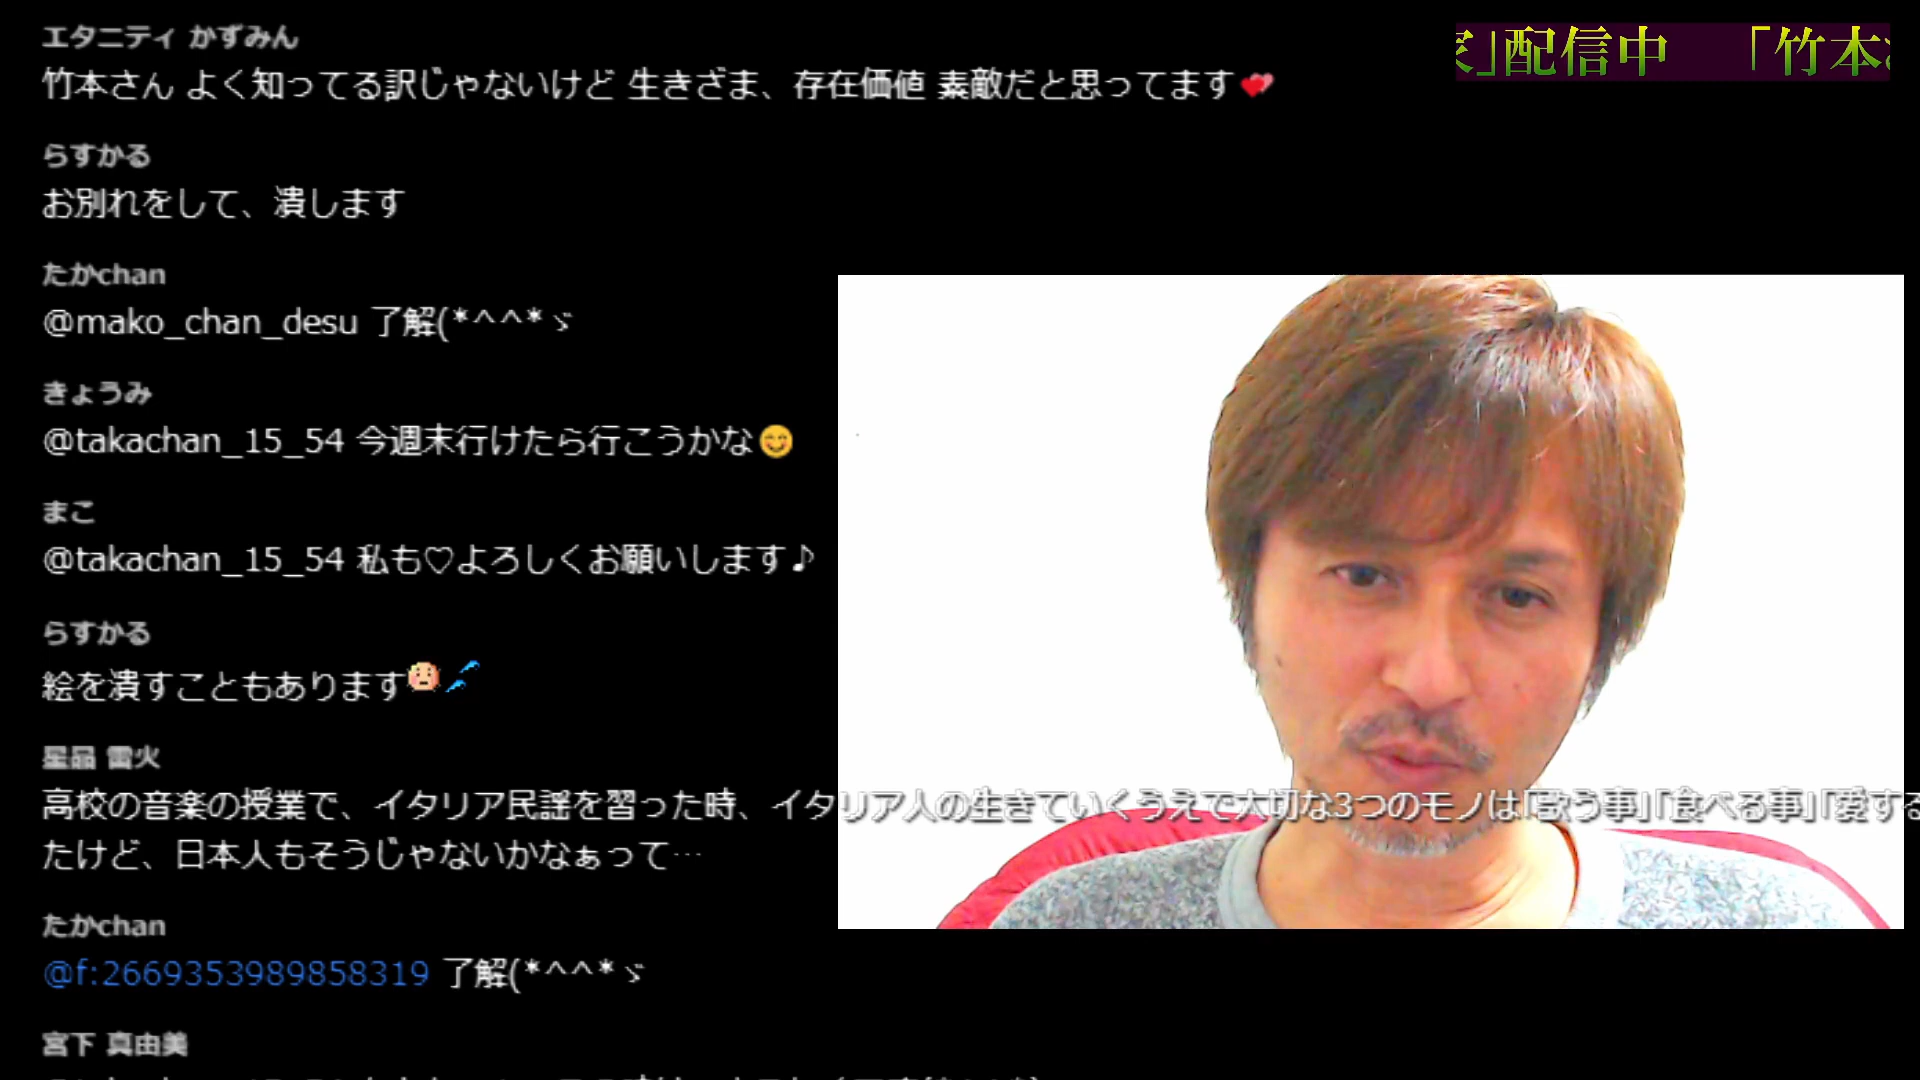 家」配信中　「竹本
エタニティ かずみん
竹本さん よく知ってる訳じゃないけど 生きざま、存在価値 素敵だと思ってます💕
らすかる
お別れをして、潰します
たかchan
@mako_chan_desu 了解(*^^*ゞ
きょうみ
@takachan_15_54 今週末行けたら行こうかな😊
まこ
@takachan_15_54 私も♡よろしくお願いします♪
らすかる
絵を潰すこともあります
星晶 雷火
高校の音楽の授業で、イタリア民謡を習った時、イタリア人の生きていくうえで大切な3つのモノは「歌う事」「食べる事」「愛する
たけど、日本人もそうじゃないかなぁって…
たかchan
@f:2669353989858319 了解(*^^*ゞ
宮下 真由美